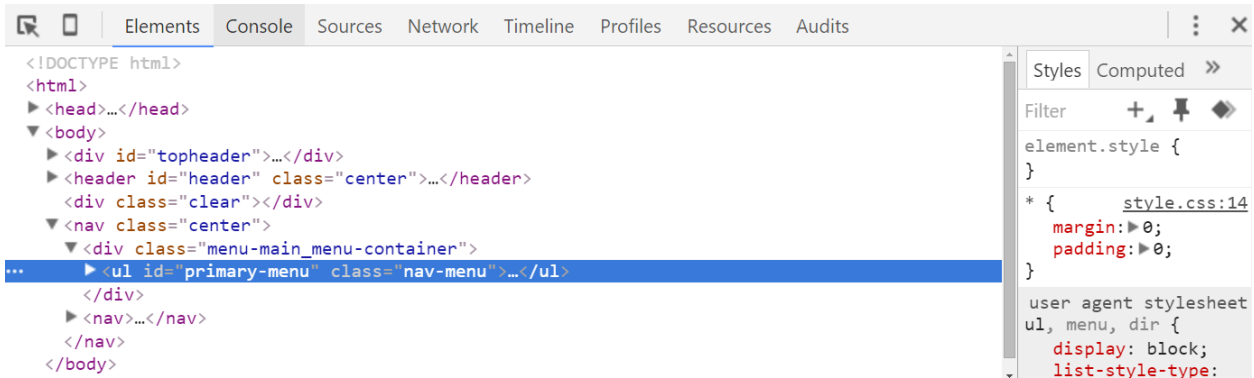 Elements Console Sources Network Timeline Profiles Resources Audits
<!DOCTYPE html>
<html>
<head>…</head>
<body>
<div id="topheader">…</div>
<header id="header" class="center">…</header>
<div class="clear"></div>
<nav class="center">
<div class="menu-main_menu-container">
<ul id="primary-menu" class="nav-menu">…</ul>
</div>
<nav>…</nav>
</nav>
</body>
Styles Computed »
Filter
element.style {
}
* { style.css:14
margin:▶0;
padding:▶0;
}
user agent stylesheet
ul, menu, dir {
display: block;
list-style-type: